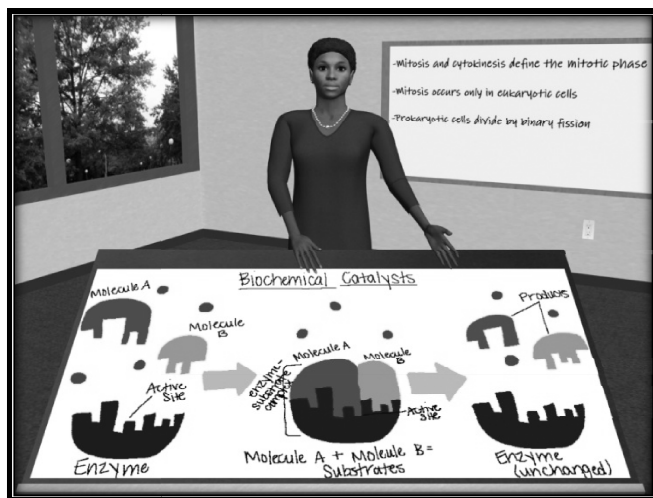 -Mitosis and cytokinesis define the mitotic phase
-Mitosis occurs only in eukaryotic cells
-Prokaryotic cells divide by binary fission
Biochemical Catalysts
Molecule A
Molecule
B
Active
Site
Enzyme
Molecule A
Molecule
B
enzyme-
substrate
complex
Active
Site
Molecule A + Molecule B =
Substrates
Products
Enzyme
(unchanged)